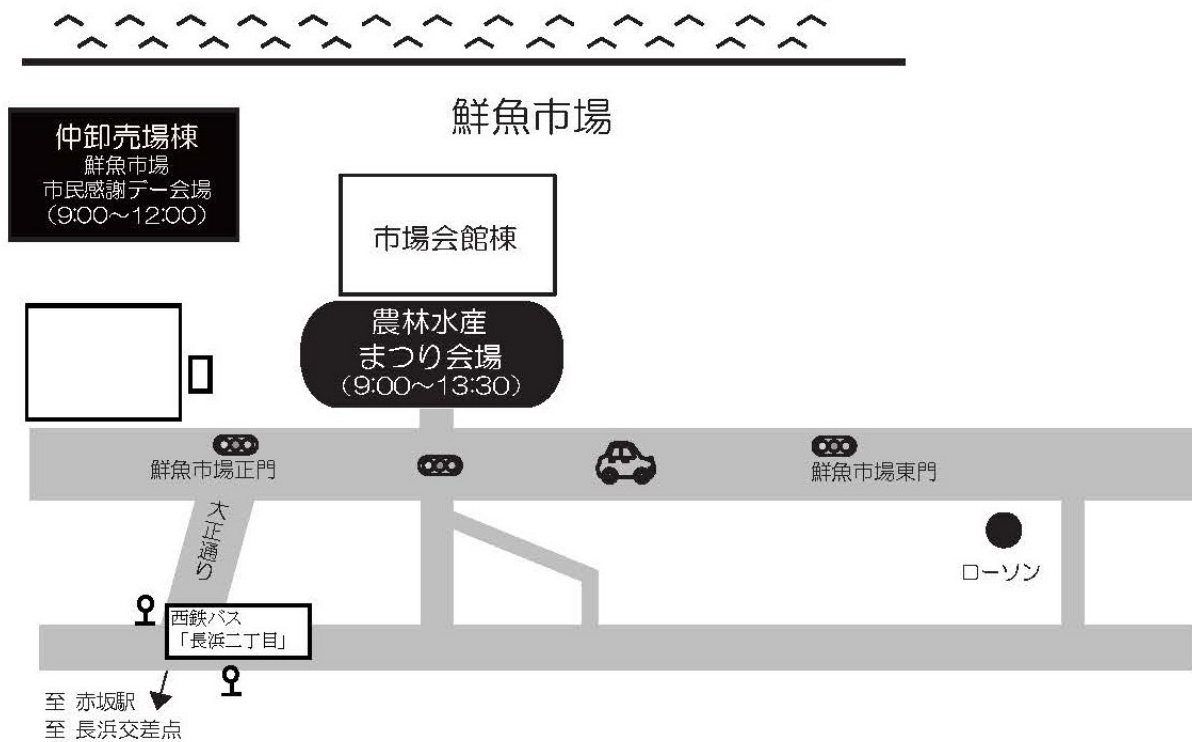 鮮魚市場
仲卸売場棟
鮮魚市場
市民感謝デー会場
(9:00～12:00)
市場会館棟
農林水産
まつり会場
(9:00～13:30)
鮮魚市場正門
鮮魚市場東門
大正通り
ローソン
西鉄バス
「長浜二丁目」
至 赤坂駅
至 長浜交差点